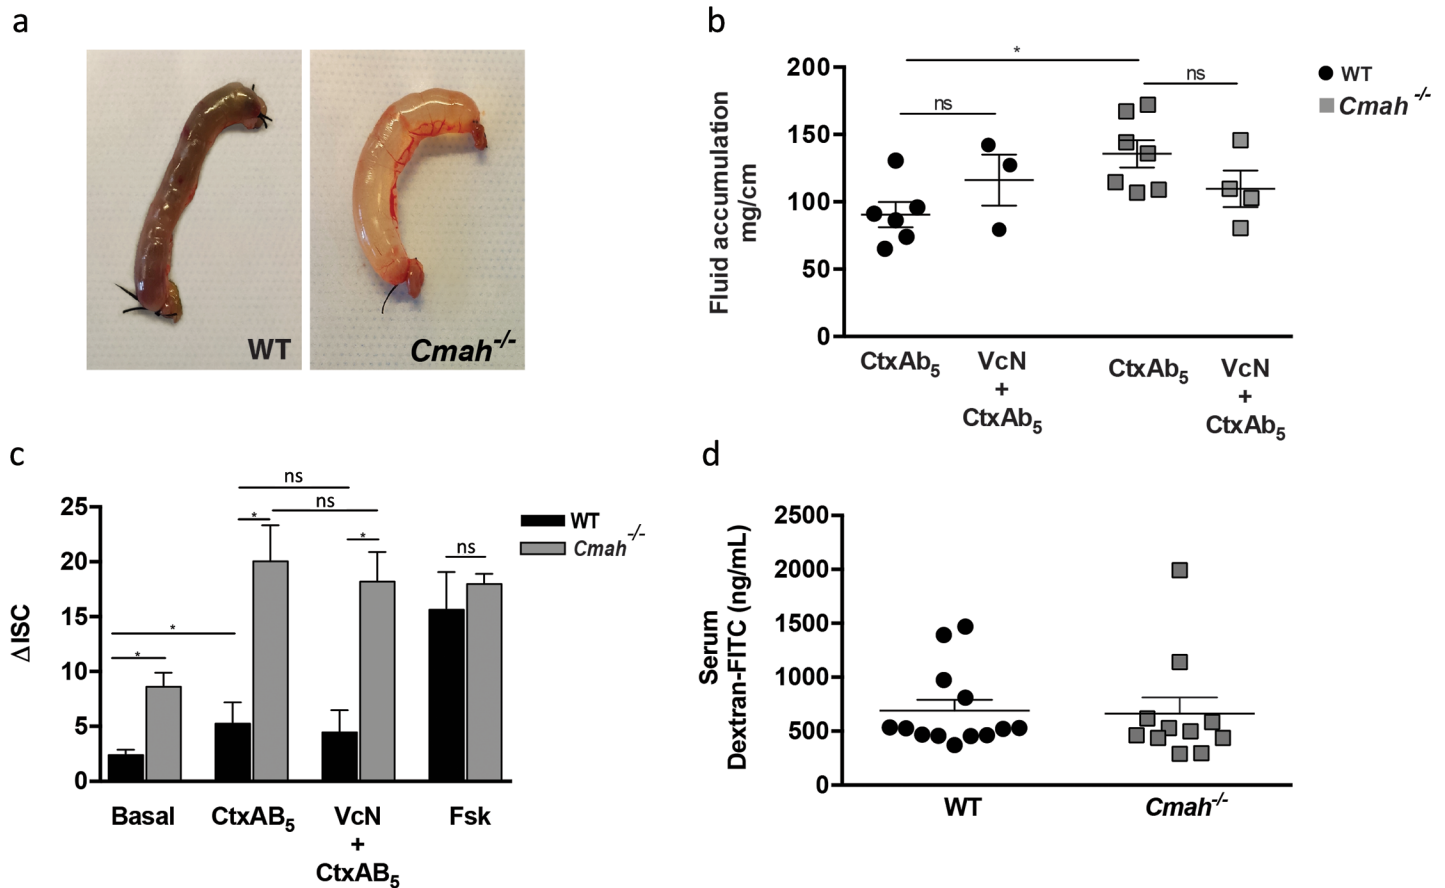 a
WT
Cmah-/-
b
Fluid accumulation
mg/cm
200
150
100
50
0
*
ns
ns
WT
Cmah -/-
CtxAb5
VcN
+
CtxAb5
CtxAb5
VcN
+
CtxAb5
c
ΔISC
25
20
15
10
5
0
ns
ns
*
*
ns
*
*
WT
Cmah-/-
Basal
CtxAB5
VcN
+
CtxAB5
Fsk
d
Serum
Dextran-FITC (ng/mL)
2500
2000
1500
1000
500
0
WT
Cmah-/-